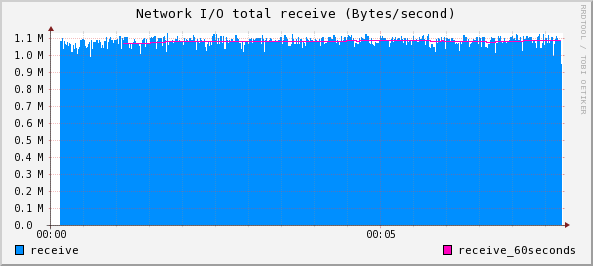 Network I/O total receive (Bytes/second)
RRDTOOL / TOBI OETIKER
1.1 M
1.0 M
0.9 M
0.8 M
0.7 M
0.6 M
0.5 M
0.4 M
0.3 M
0.2 M
0.1 M
0.0
00:00 00:05
receive receive_60seconds